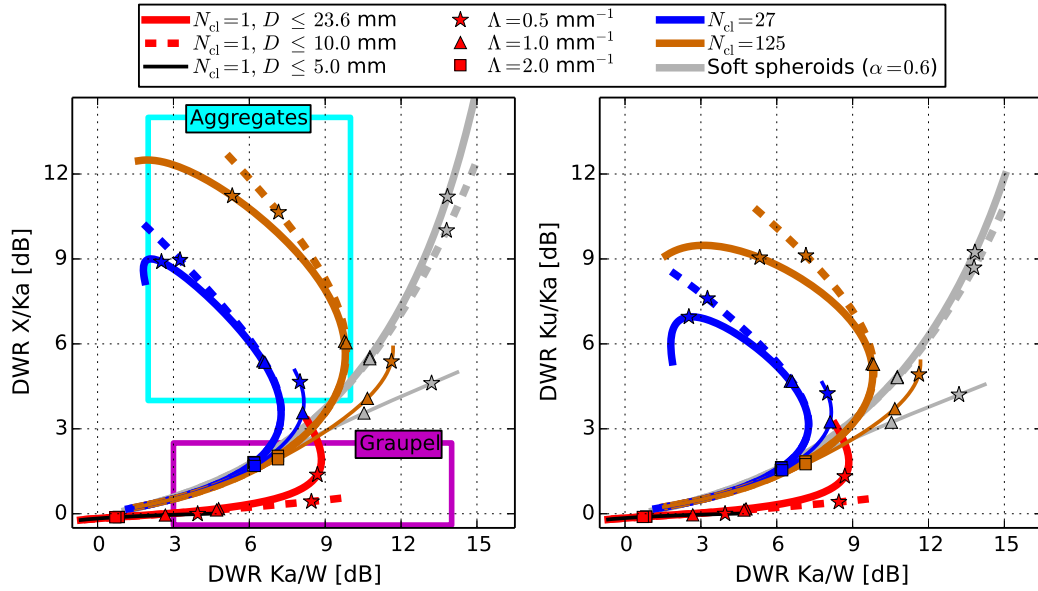 N_cl=1, D ≤ 23.6 mm
N_cl=1, D ≤ 10.0 mm
N_cl=1, D ≤ 5.0 mm
Λ=0.5 mm⁻¹
Λ=1.0 mm⁻¹
Λ=2.0 mm⁻¹
N_cl=27
N_cl=125
Soft spheroids (α=0.6)
Aggregates
Graupel
12
9
6
3
0
DWR X/Ka [dB]
0 3 6 9 12 15
DWR Ka/W [dB]
12
9
6
3
0
DWR Ku/Ka [dB]
0 3 6 9 12 15
DWR Ka/W [dB]